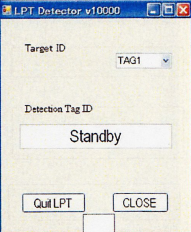 LPT Detector v10000
Target ID
TAG1
Detection Tag ID
Standby
Quit LPT
CLOSE